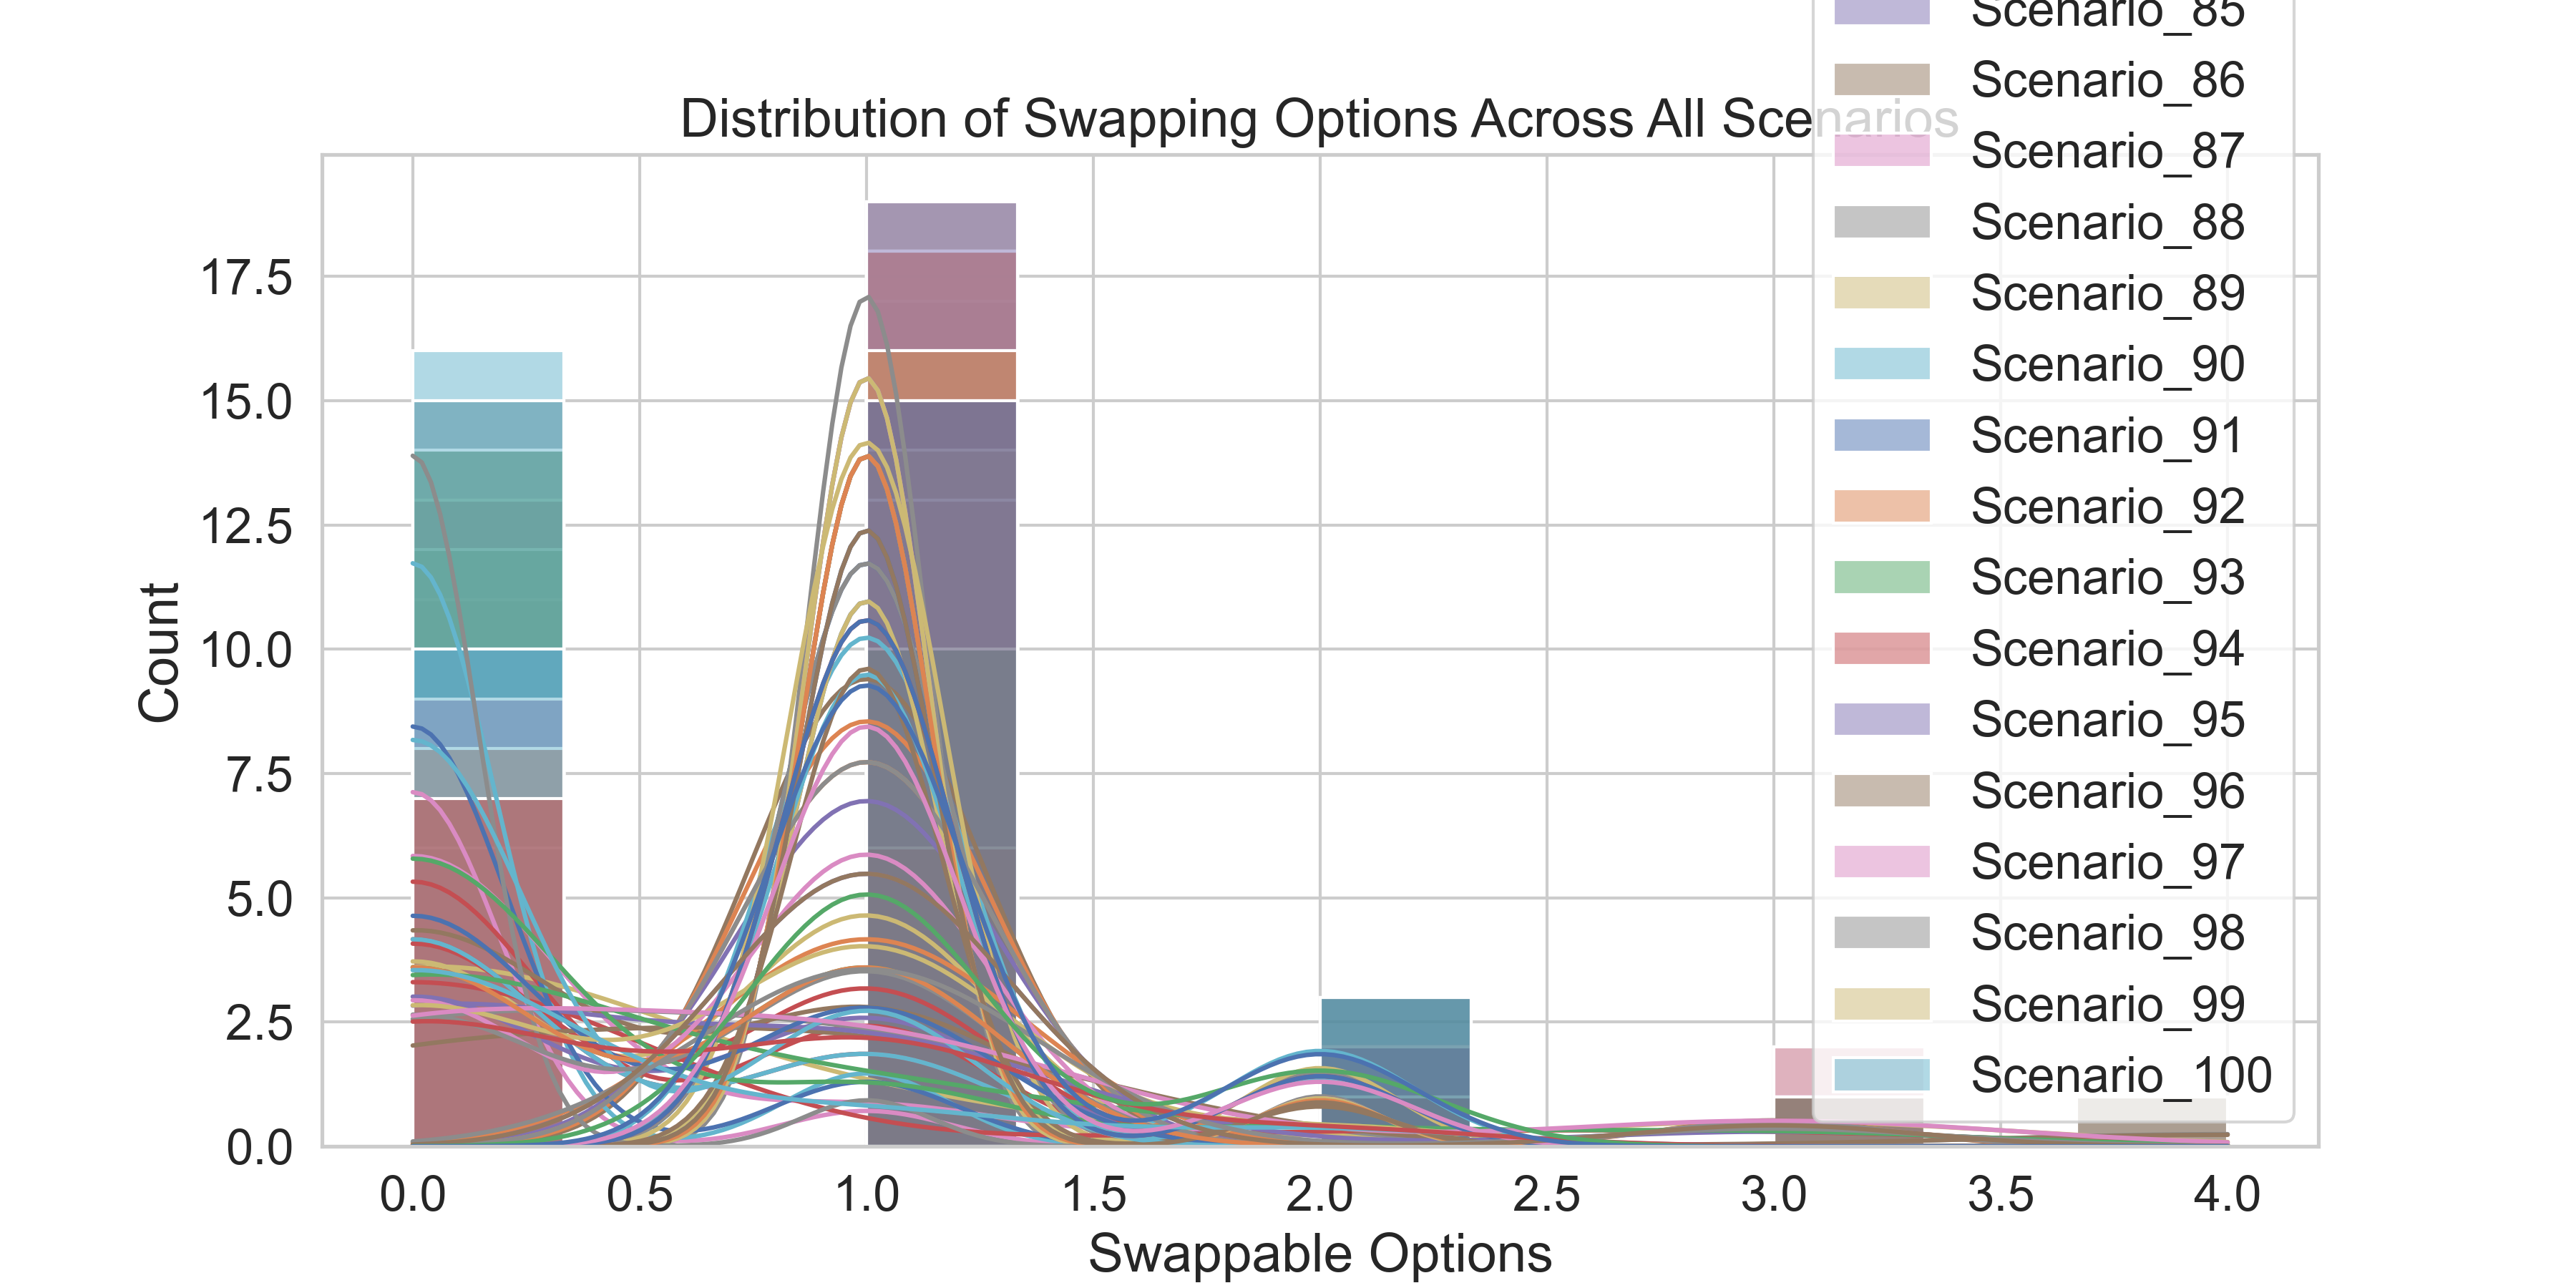 Scenario_85
Scenario_86
Distribution of Swapping Options Across All Scenarios
Scenario_87
Scenario_88
Scenario_89
Scenario_90
Scenario_91
Scenario_92
Scenario_93
Scenario_94
Scenario_95
Scenario_96
Scenario_97
Scenario_98
Scenario_99
Scenario_100
Count
17.5
15.0
12.5
10.0
7.5
5.0
2.5
0.0
0.0 0.5 1.0 1.5 2.0 2.5 3.0 3.5 4.0
Swappable Options